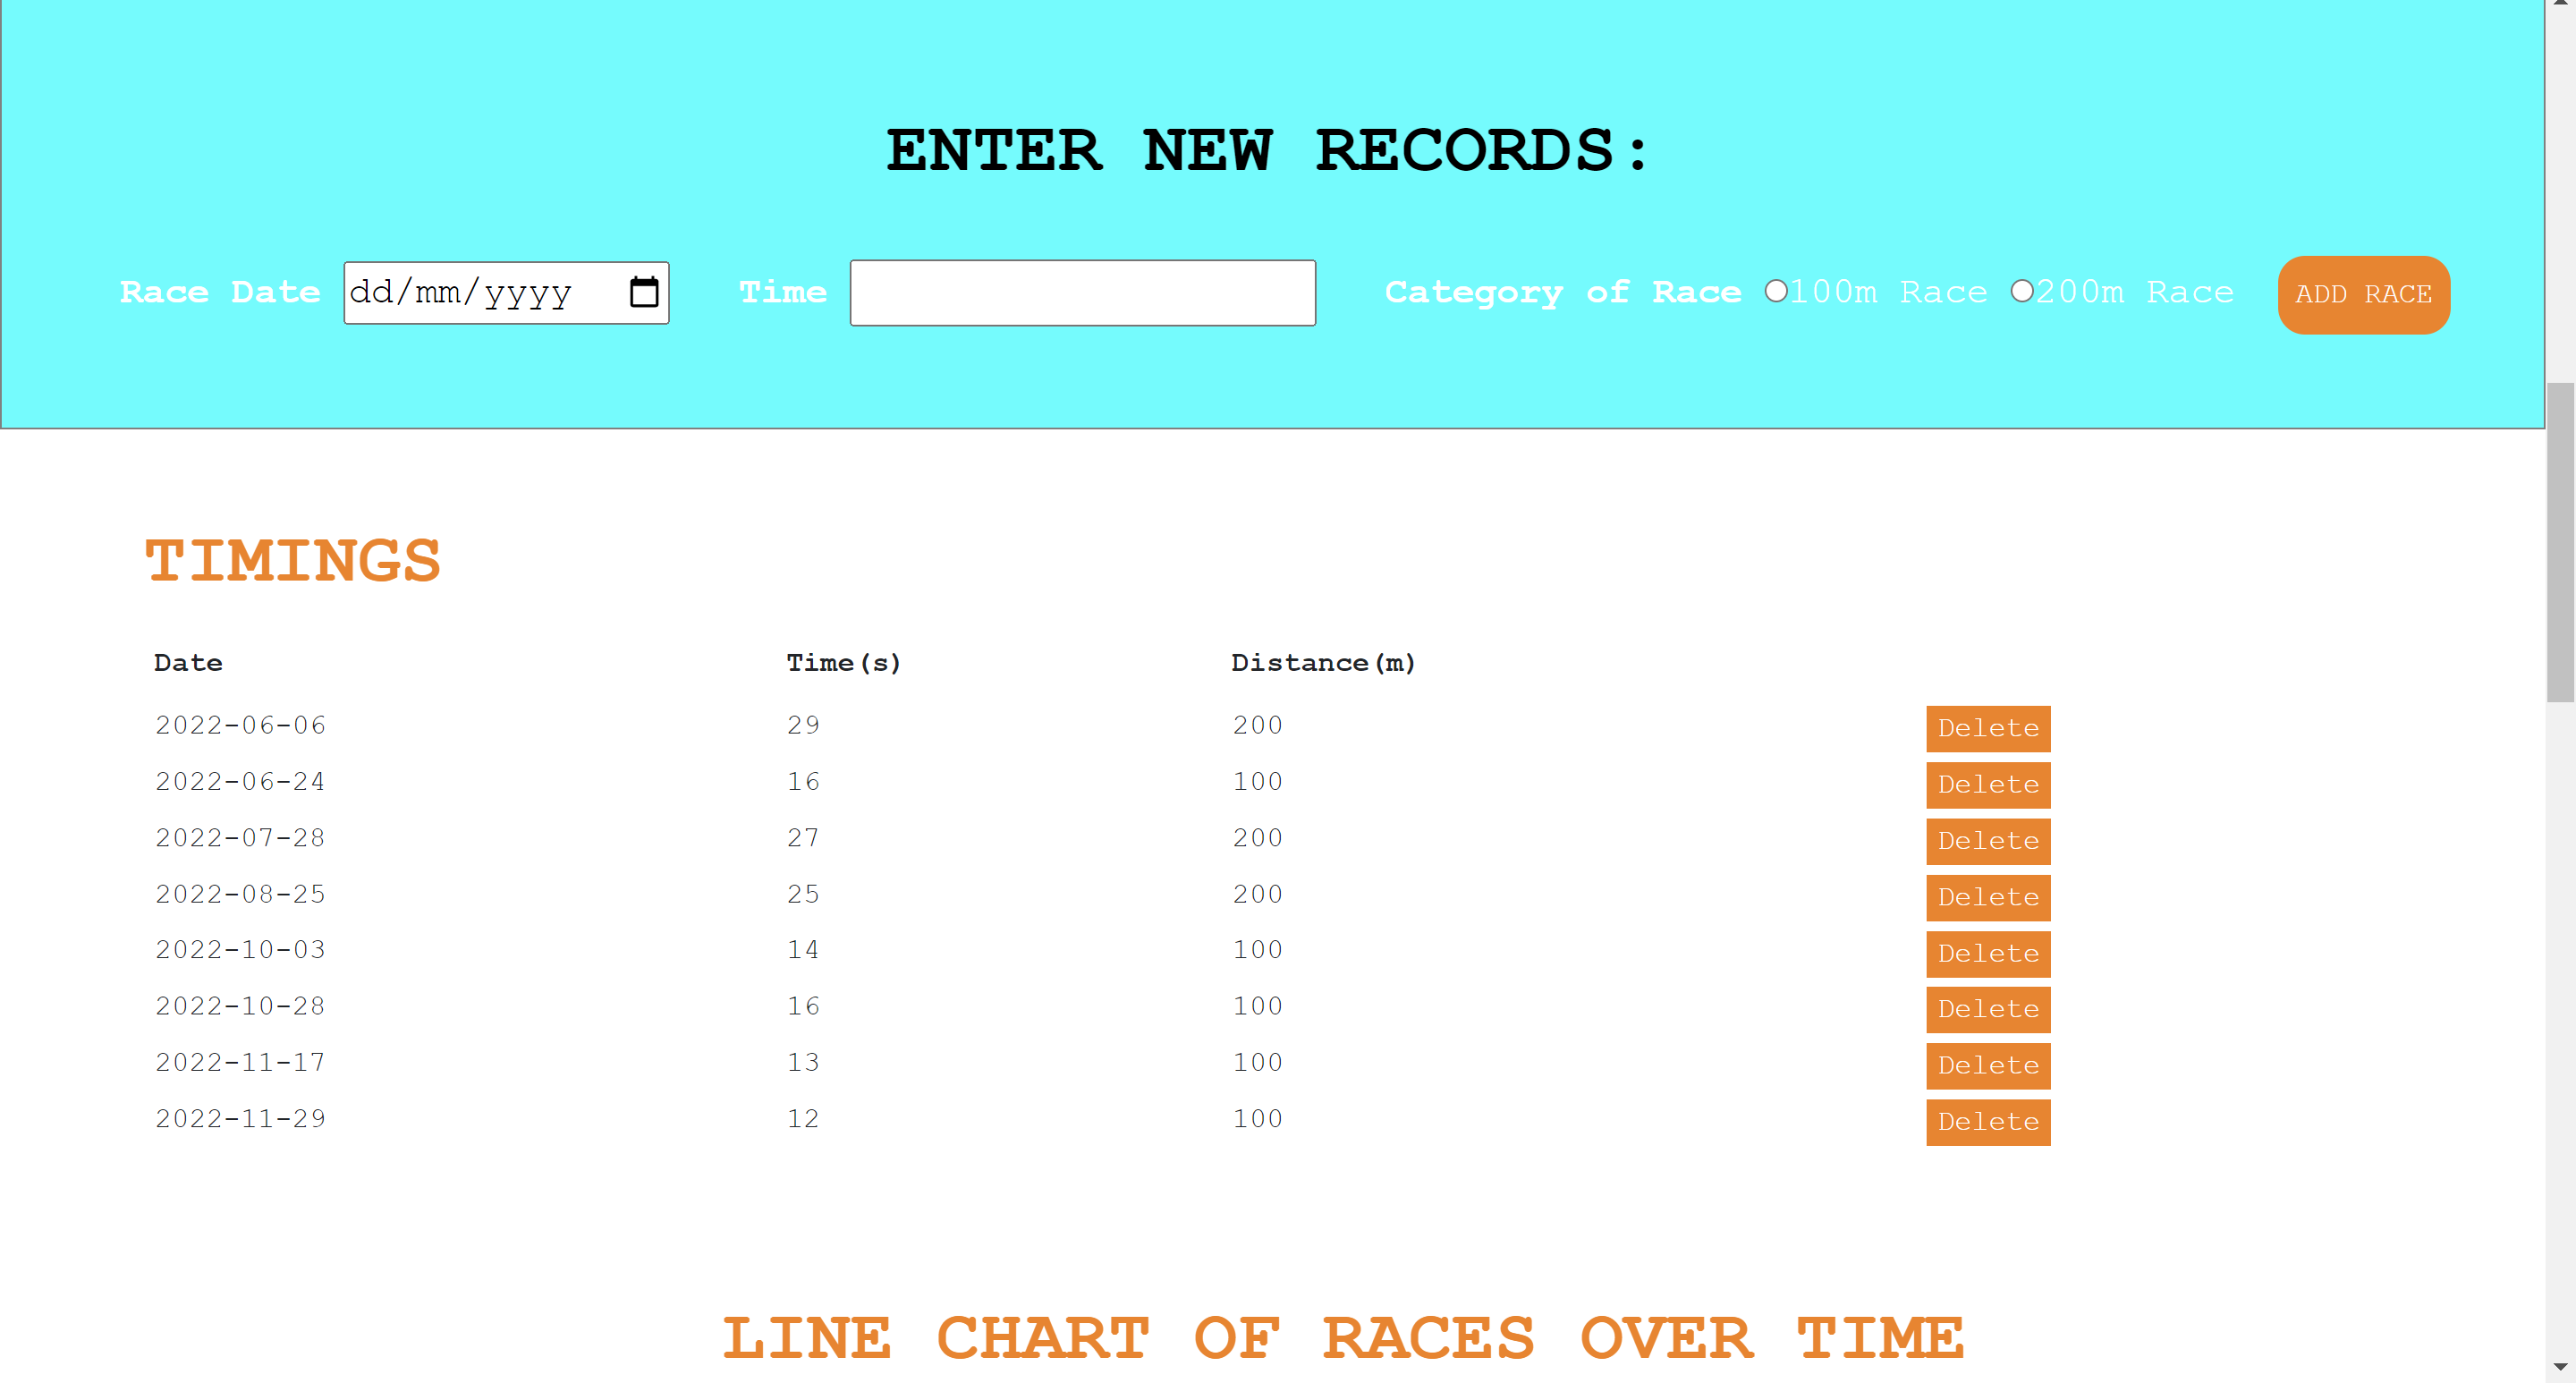 ENTER NEW RECORDS:
Race Date dd/mm/yyyy Time Category of Race 100m Race 200m Race ADD RACE
TIMINGS
Date Time(s) Distance(m)
2022-06-06 29 200 Delete
2022-06-24 16 100 Delete
2022-07-28 27 200 Delete
2022-08-25 25 200 Delete
2022-10-03 14 100 Delete
2022-10-28 16 100 Delete
2022-11-17 13 100 Delete
2022-11-29 12 100 Delete
LINE CHART OF RACES OVER TIME